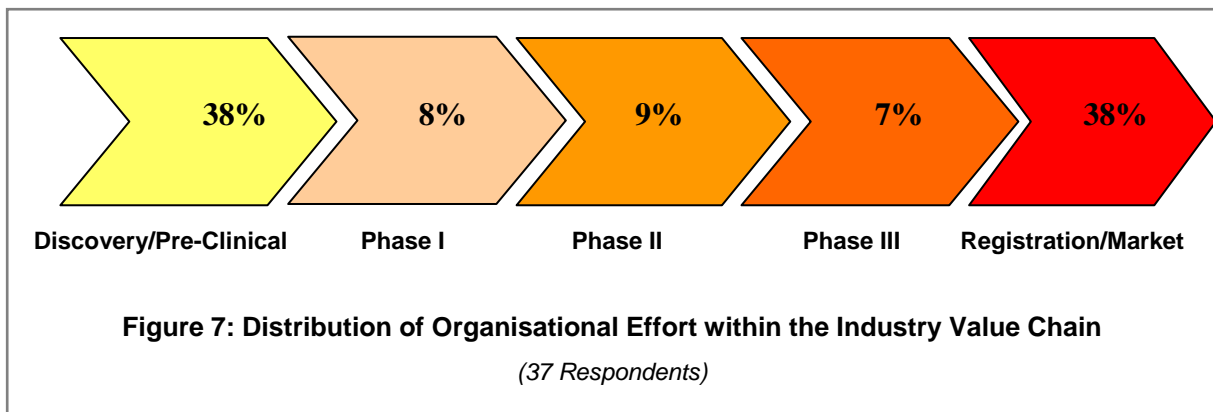 38% 8% 9% 7% 38%
Discovery/Pre-Clinical Phase I Phase II Phase III Registration/Market
Figure 7: Distribution of Organisational Effort within the Industry Value Chain
(37 Respondents)